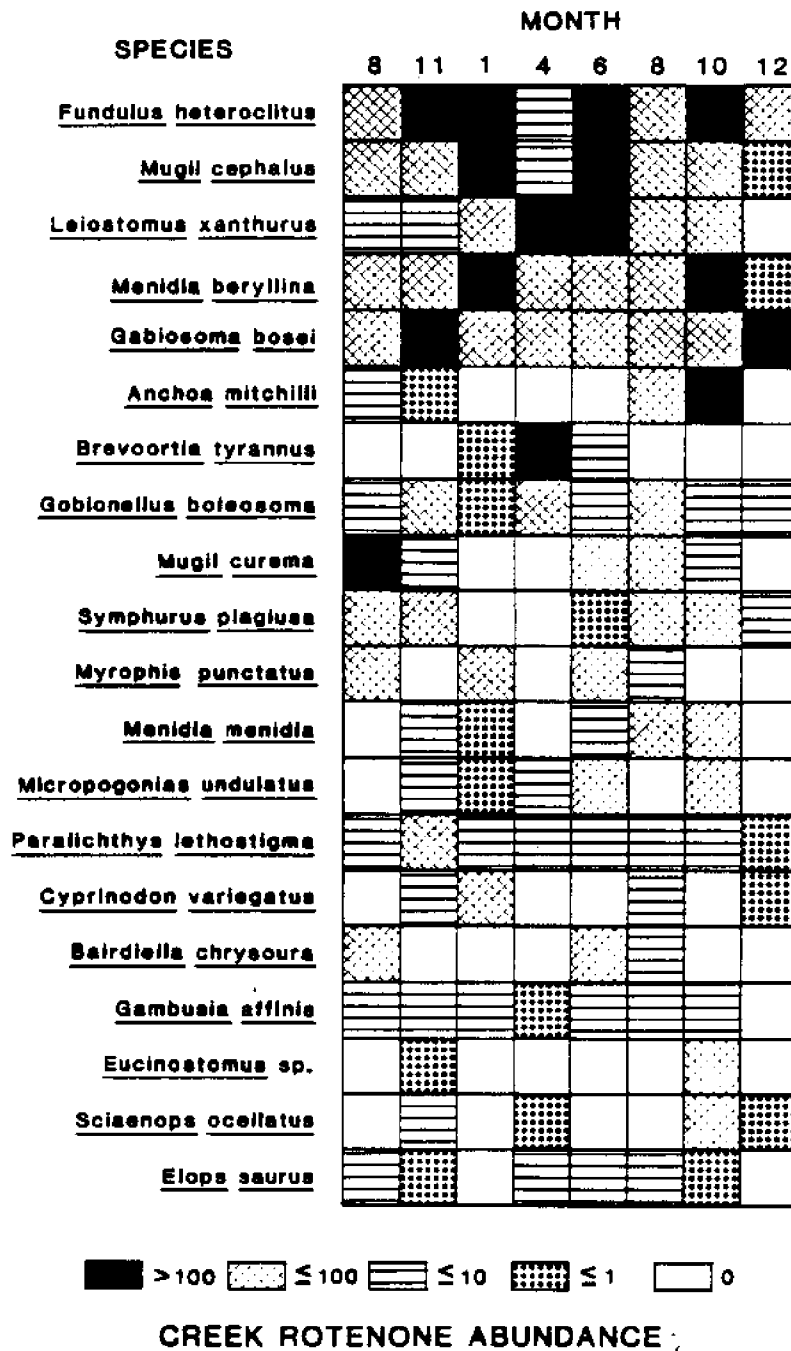 MONTH
SPECIES
8 11 1 4 6 8 10 12
Fundulus heteroclitus
Mugil cephalus
Leiostomus xanthurus
Menidia beryllina
Gabiosoma bosei
Anchoa mitchilli
Brevoortia tyrannus
Gobionellus boleosoma
Mugil curema
Symphurus plagiusa
Myrophis punctatus
Menidia menidia
Micropogonias undulatus
Paralichthys lethostigma
Cyprinodon variegatus
Bairdiella chrysoura
Gambusia affinis
Eucinostomus sp.
Sciaenops ocellatus
Elops saurus
>100 ≤100 ≤10 ≤1 0
CREEK ROTENONE ABUNDANCE